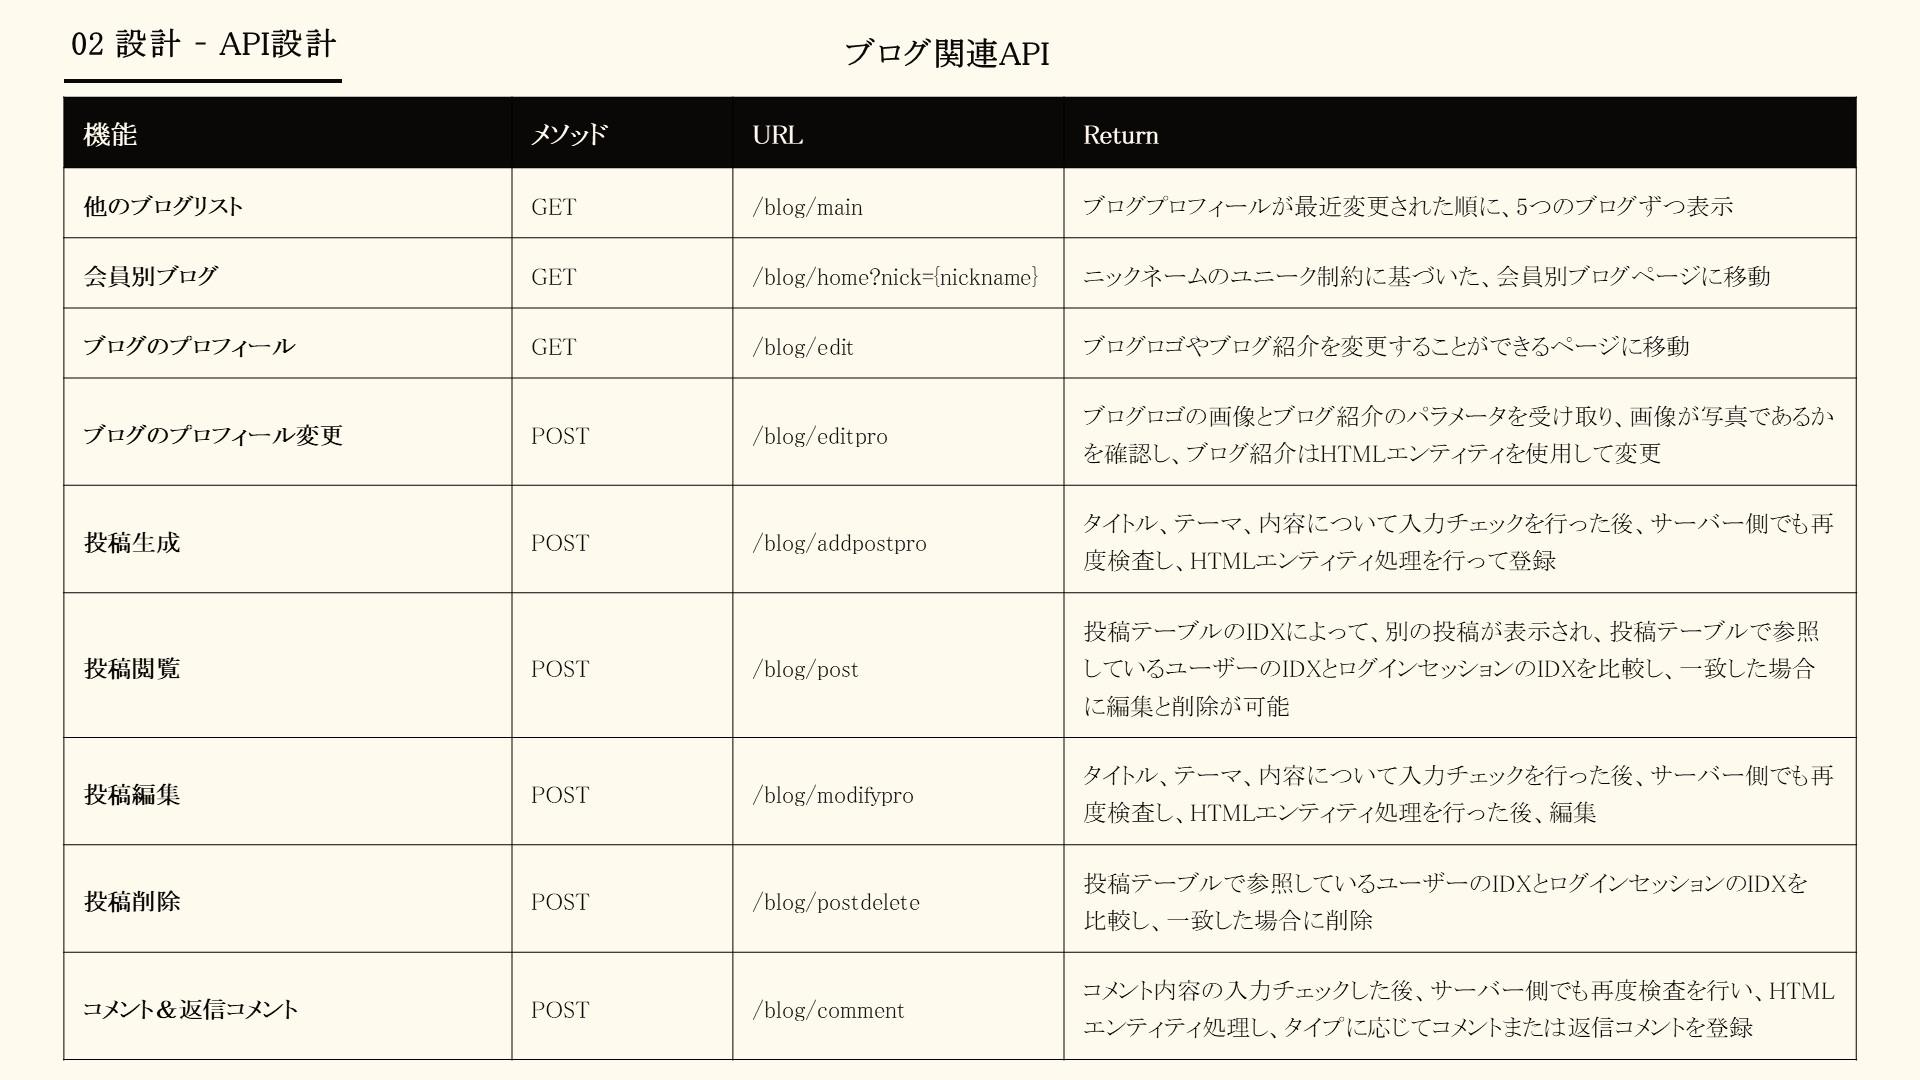 02 設計 - API設計
ブログ関連API
機能 メソッド URL Return
他のブログリスト GET /blog/main ブログプロフィールが最近変更された順に、5つのブログずつ表示
会員別ブログ GET /blog/home?nick={nickname} ニックネームのユニーク制約に基づいた、会員別ブログページに移動
ブログのプロフィール GET /blog/edit ブログロゴやブログ紹介を変更することができるページに移動
ブログのプロフィール変更 POST /blog/editpro ブログロゴの画像とブログ紹介のパラメータを受け取り、画像が写真であるか
を確認し、ブログ紹介はHTMLエンティティを使用して変更
投稿生成 POST /blog/addpostpro タイトル、テーマ、内容について入力チェックを行った後、サーバー側でも再
度検査し、HTMLエンティティ処理を行って登録
投稿閲覧 POST /blog/post 投稿テーブルのIDXによって、別の投稿が表示され、投稿テーブルで参照
しているユーザーのIDXとログインセッションのIDXを比較し、一致した場合
に編集と削除が可能
投稿編集 POST /blog/modifypro タイトル、テーマ、内容について入力チェックを行った後、サーバー側でも再
度検査し、HTMLエンティティ処理を行った後、編集
投稿削除 POST /blog/postdelete 投稿テーブルで参照しているユーザーのIDXとログインセッションのIDXを
比較し、一致した場合に削除
コメント&返信コメント POST /blog/comment コメント内容の入力チェックした後、サーバー側でも再度検査を行い、HTML
エンティティ処理し、タイプに応じてコメントまたは返信コメントを登録